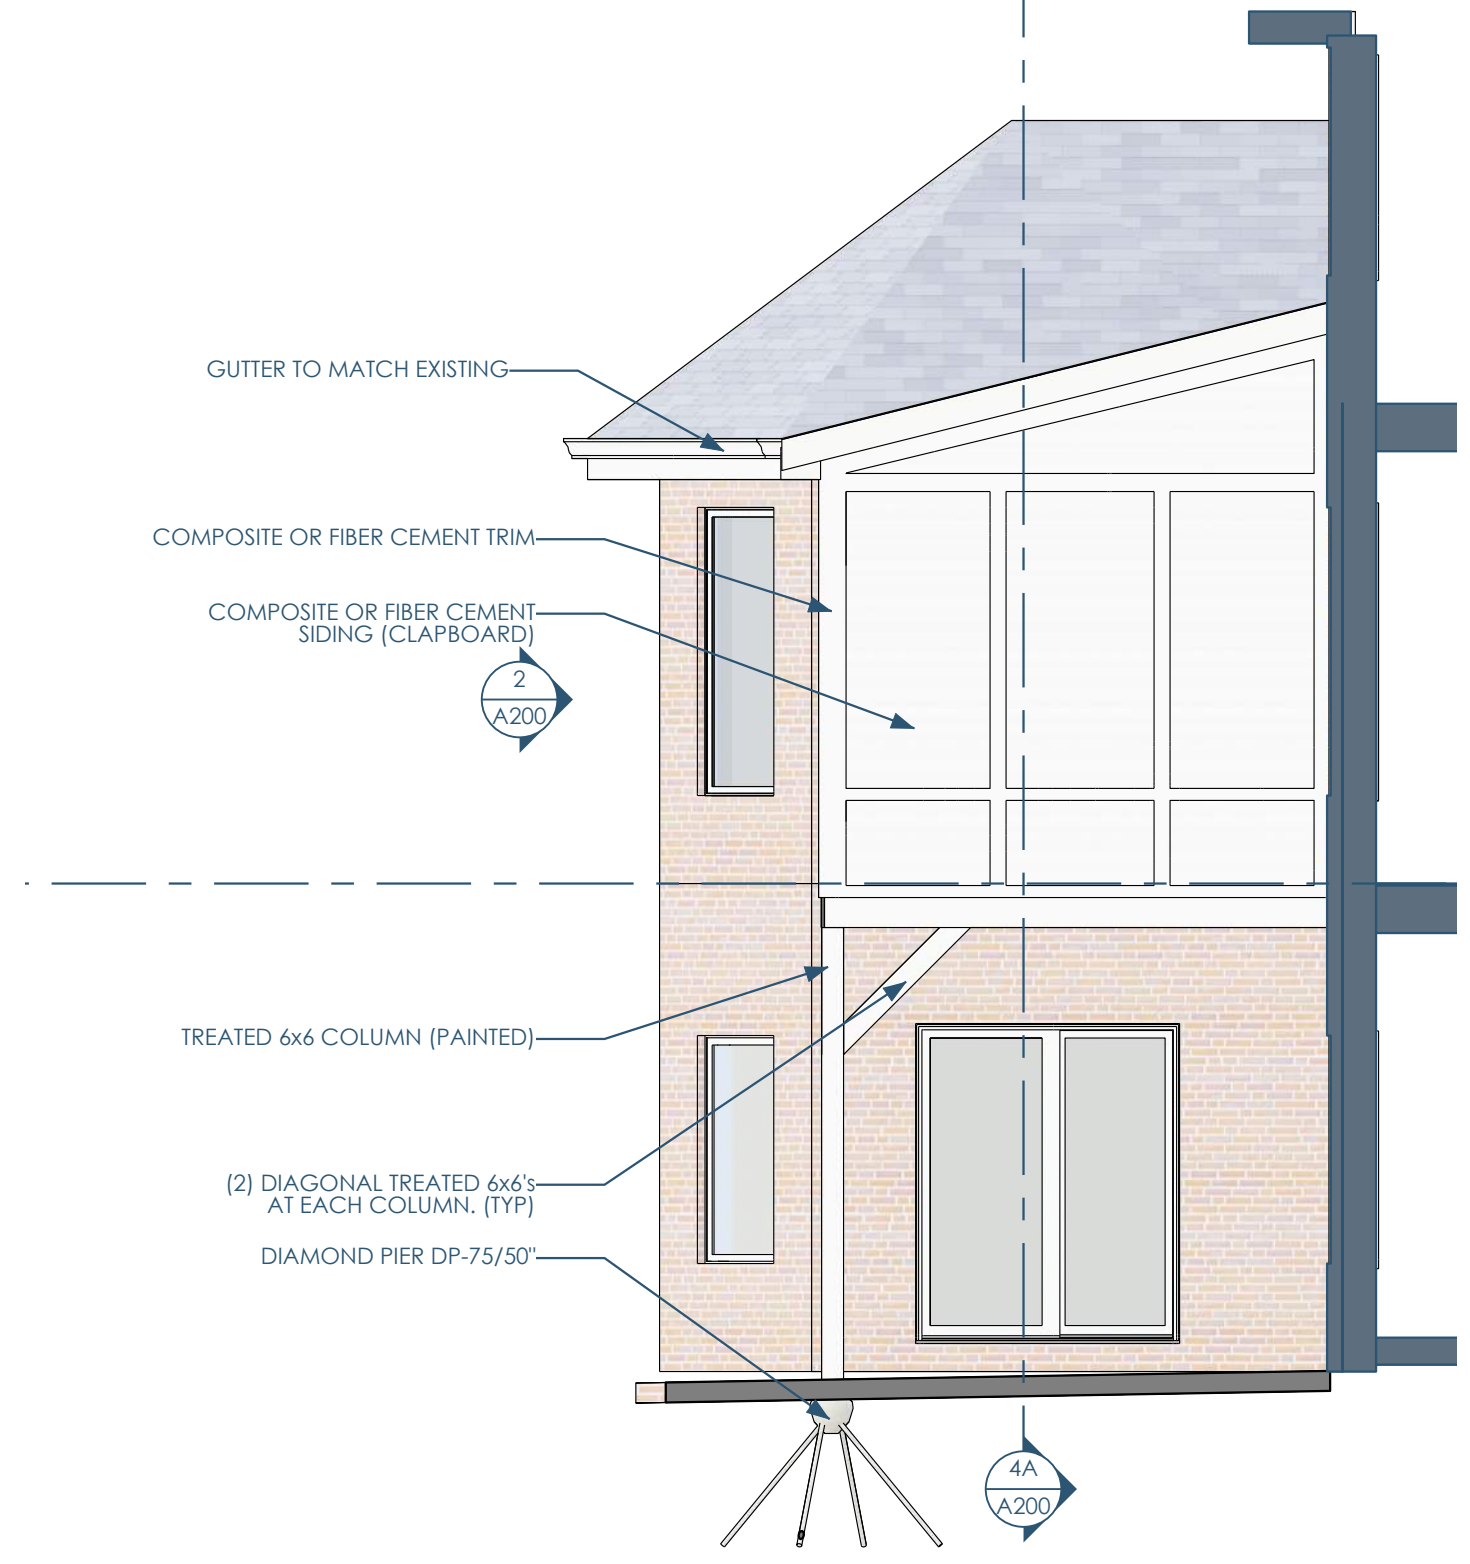 GUTTER TO MATCH EXISTING
COMPOSITE OR FIBER CEMENT TRIM
COMPOSITE OR FIBER CEMENT
SIDING (CLAPBOARD)
2
A200
TREATED 6x6 COLUMN (PAINTED)
(2) DIAGONAL TREATED 6x6's
AT EACH COLUMN. (TYP)
DIAMOND PIER DP-75/50"
4A
A200